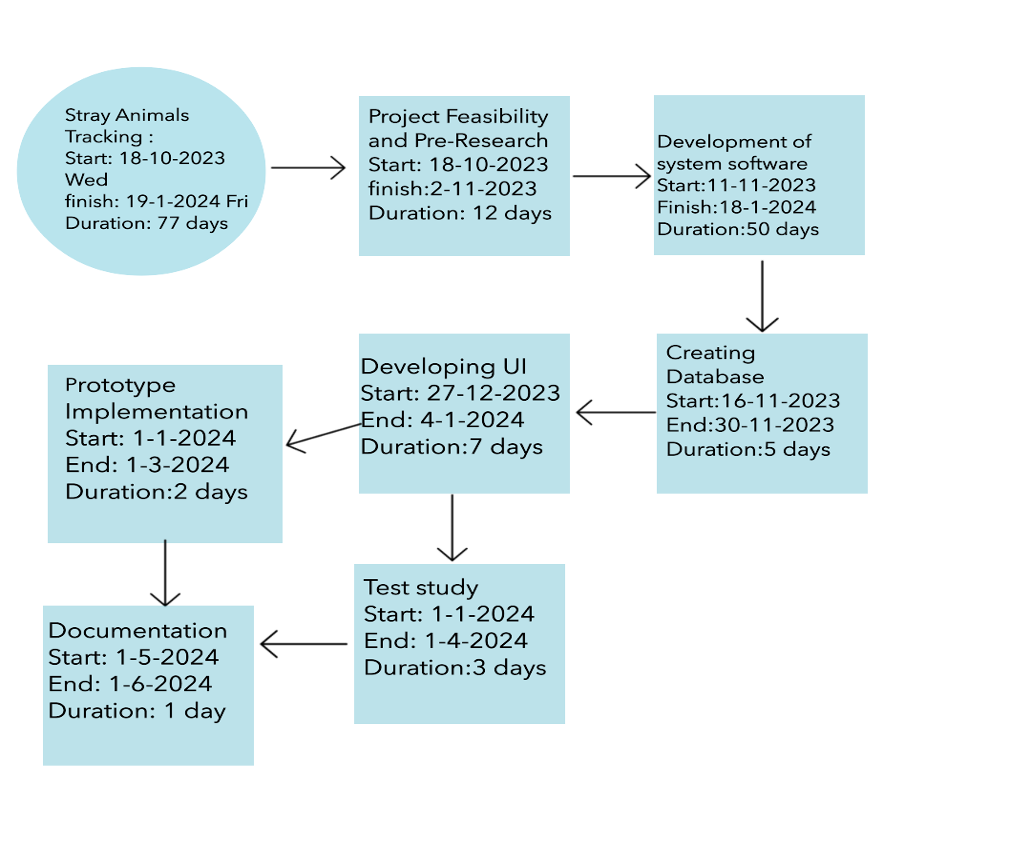 Stray Animals
Tracking :
Start: 18-10-2023
Wed
finish: 19-1-2024 Fri
Duration: 77 days
Project Feasibility
and Pre-Research
Start: 18-10-2023
finish:2-11-2023
Duration: 12 days
Development of
system software
Start:11-11-2023
Finish:18-1-2024
Duration:50 days
Creating
Database
Start:16-11-2023
End:30-11-2023
Duration:5 days
Developing UI
Start: 27-12-2023
End: 4-1-2024
Duration:7 days
Prototype
Implementation
Start: 1-1-2024
End: 1-3-2024
Duration:2 days
Test study
Start: 1-1-2024
End: 1-4-2024
Duration:3 days
Documentation
Start: 1-5-2024
End: 1-6-2024
Duration: 1 day